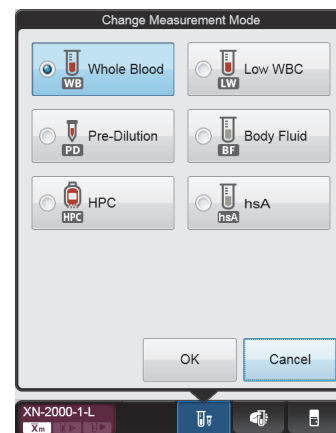 Change Measurement Mode
Whole Blood
WB
Low WBC
LW
Pre-Dilution
PD
Body Fluid
BF
HPC
HPC
hsA
hsA
OK
Cancel
XN-2000-1-L
Xm